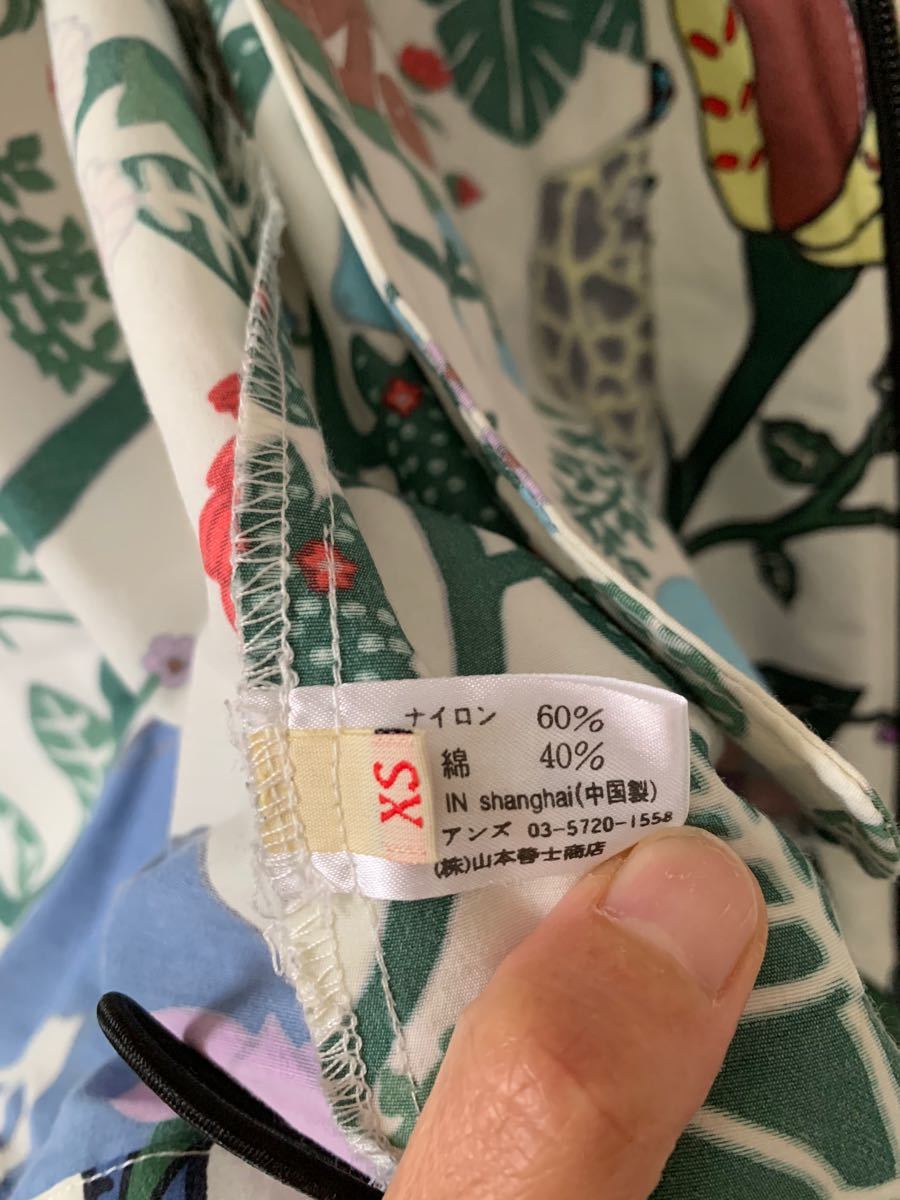 ナイロン 60%
綿 40%
IN shanghai(中国製)
アンズ 03-5720-1558
(株)山本善士商店
XS